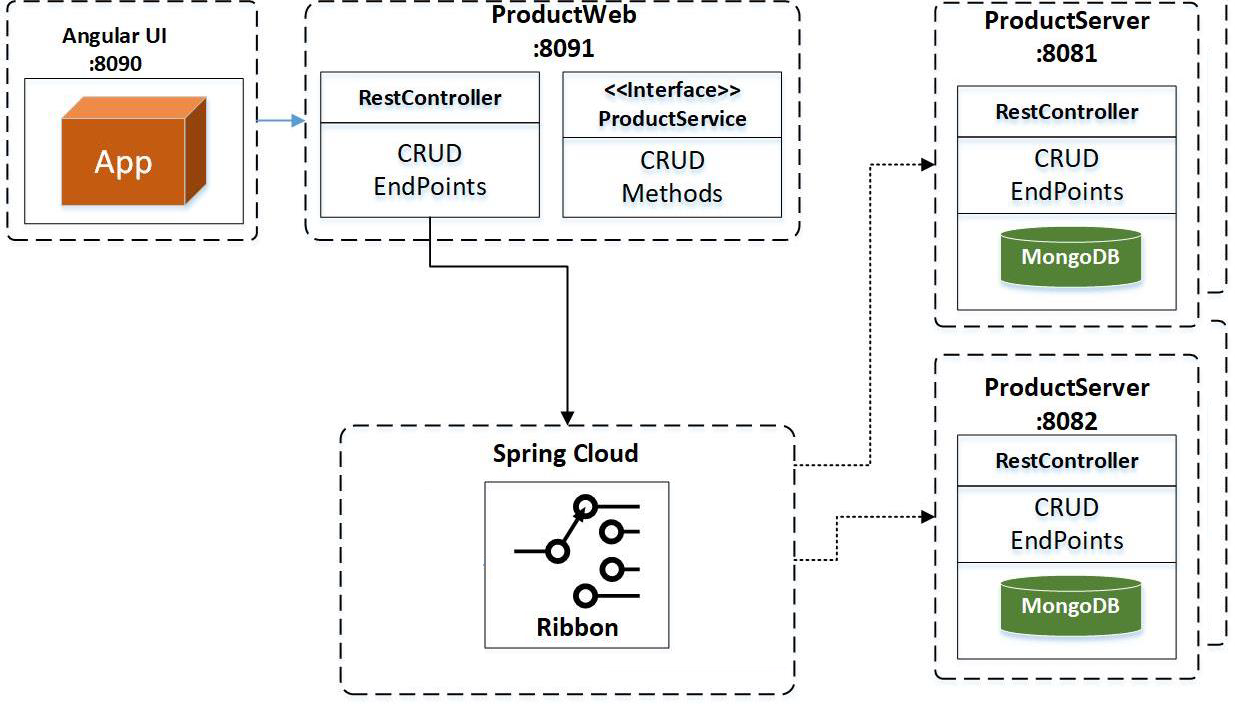 Angular UI
:8090
App
ProductWeb
:8091
RestController
CRUD
EndPoints
<<Interface>>
ProductService
CRUD
Methods
ProductServer
:8081
RestController
CRUD
EndPoints
MongoDB
Spring Cloud
Ribbon
ProductServer
:8082
RestController
CRUD
EndPoints
MongoDB